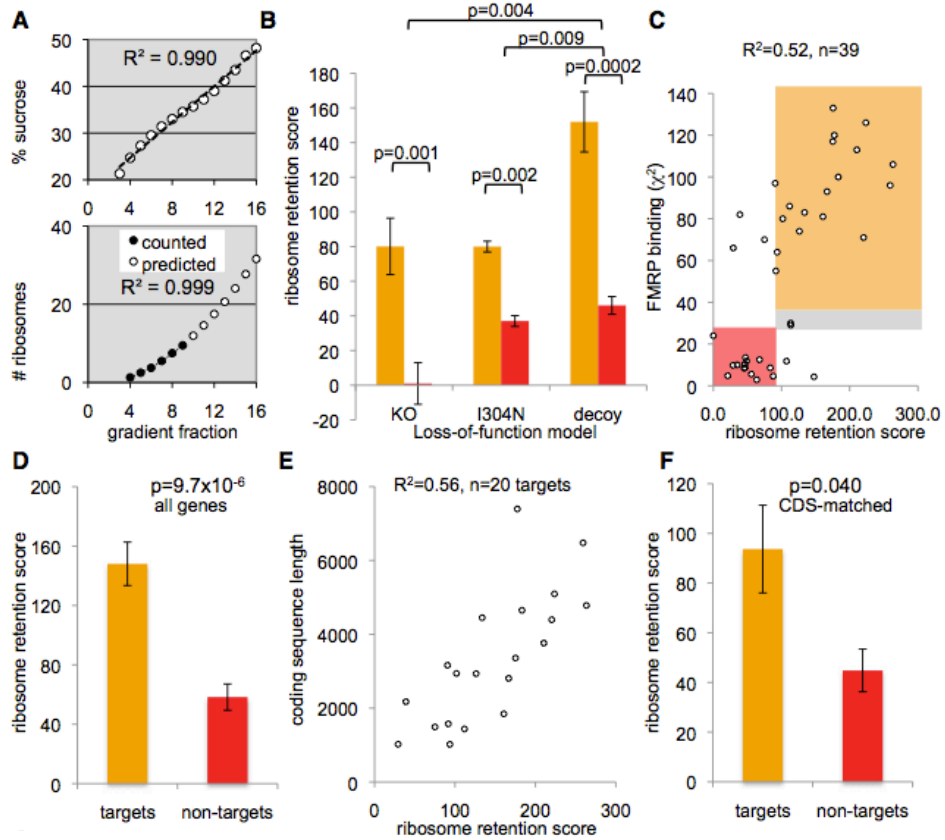 A
% sucrose
50
40
30
20
R² = 0.990
0 4 8 12 16
# ribosomes
40
20
0
● counted
○ predicted
R² = 0.999
0 4 8 12 16
gradient fraction
B
p=0.004
p=0.009
p=0.0002
p=0.001
p=0.002
ribosome retention score
180
160
140
120
100
80
60
40
20
0
-20
KO I304N decoy
Loss-of-function model
C
R²=0.52, n=39
FMRP binding (χ²)
140
120
100
80
60
40
20
0
0.0 100.0 200.0 300.0
ribosome retention score
D
p=9.7x10⁻⁶
all genes
ribosome retention score
200
160
120
80
40
0
targets non-targets
E
R²=0.56, n=20 targets
coding sequence length
8000
6000
4000
2000
0
0 100 200 300
ribosome retention score
F
p=0.040
CDS-matched
ribosome retention score
120
100
80
60
40
20
0
targets non-targets